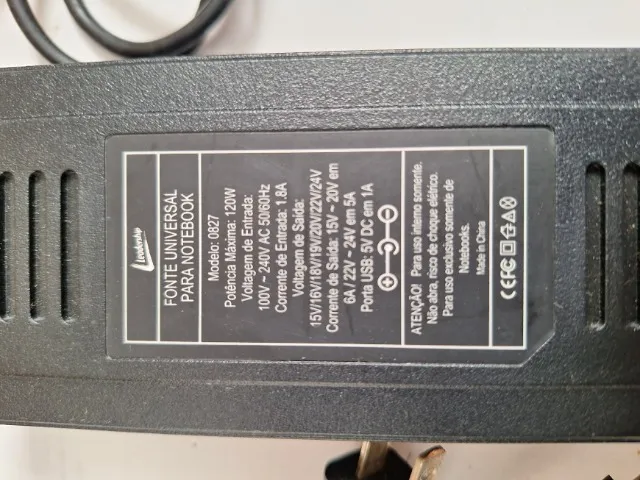 Leadership
FONTE UNIVERSAL
PARA NOTEBOOK
Modelo: 0827
Potência Máxima: 120W
Voltagem de Entrada:
100V ~ 240V AC 50/60Hz
Corrente de Entrada: 1.8A
Voltagem de Saída:
15V/16V/18V/19V/20V/22V/24V
Corrente de Saída: 15V ~ 20V em
6A / 22V ~ 24V em 5A
Porta USB: 5V DC em 1A
ATENÇÃO! Para uso interno somente.
Não abra, risco de choque elétrico.
Para uso exclusivo somente de
Notebooks.
Made in China
CE FC